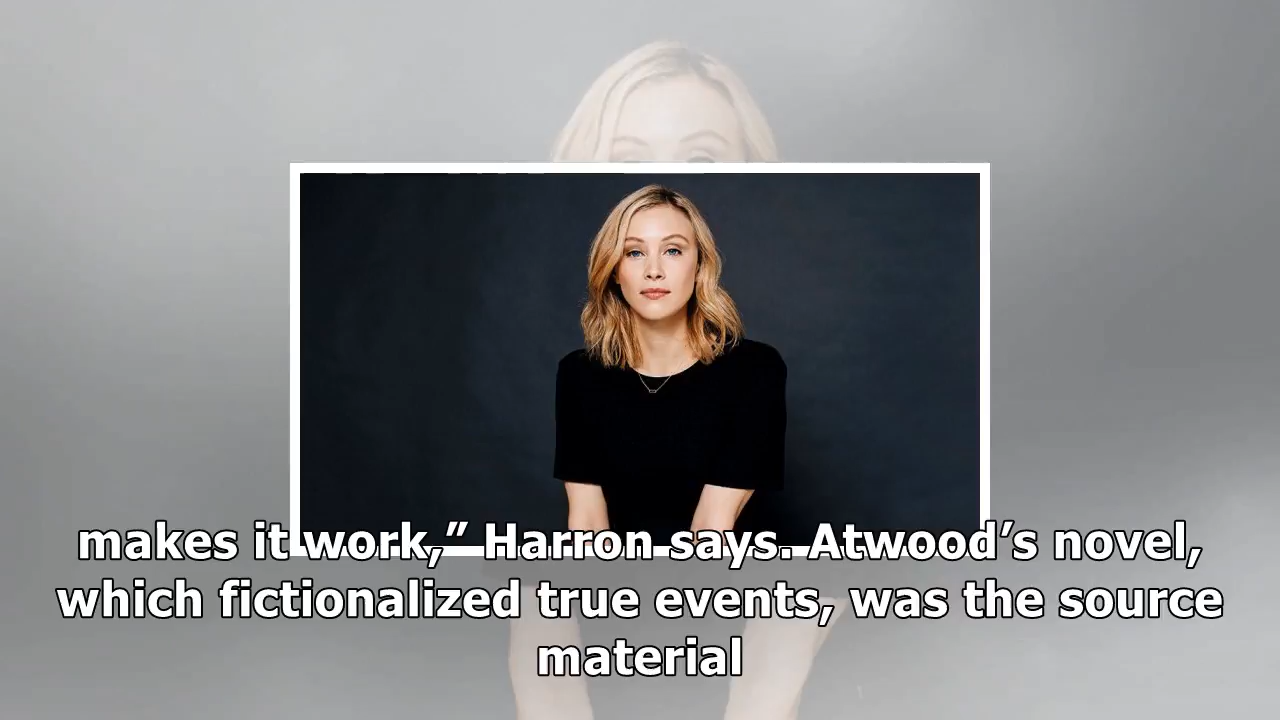 makes it work,” Harron says. Atwood’s novel,
which fictionalized true events, was the source
material